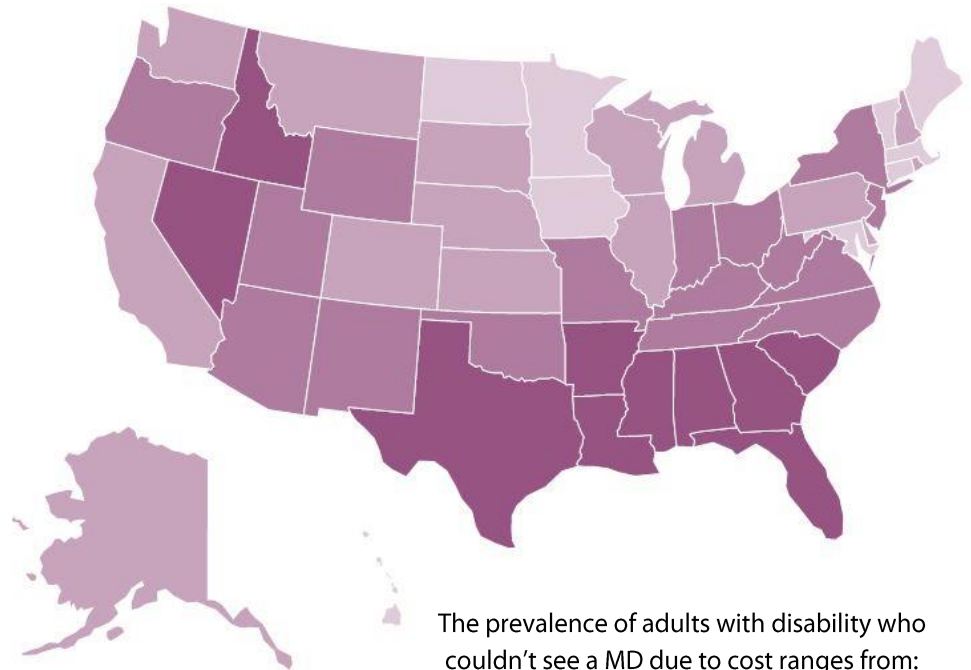 The prevalence of adults with disability who
couldn't see a MD due to cost ranges from: